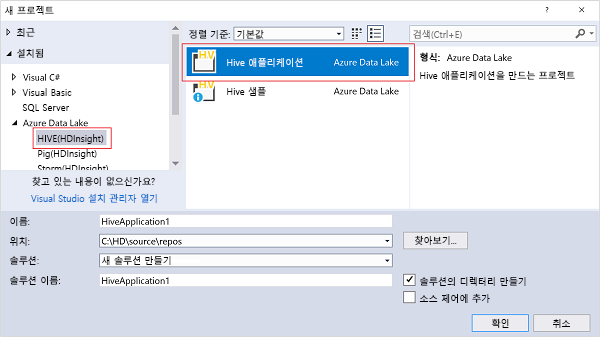 새 프로젝트
? ×
최근
설치됨
Visual C#
Visual Basic
SQL Server
Azure Data Lake
HIVE(HDInsight)
Pig(HDInsight)
Storm(HDInsight)
찾고 있는 내용이 없으신가요?
Visual Studio 설치 관리자 열기
정렬 기준: 기본값
검색(Ctrl+E)
Hive 애플리케이션 Azure Data Lake
Hive 샘플 Azure Data Lake
형식: Azure Data Lake
Hive 애플리케이션을 만드는 프로젝트
이름: HiveApplication1
위치: C:\HD\source\repos 찾아보기...
솔루션: 새 솔루션 만들기
솔루션 이름: HiveApplication1
솔루션의 디렉터리 만들기
소스 제어에 추가
확인 취소